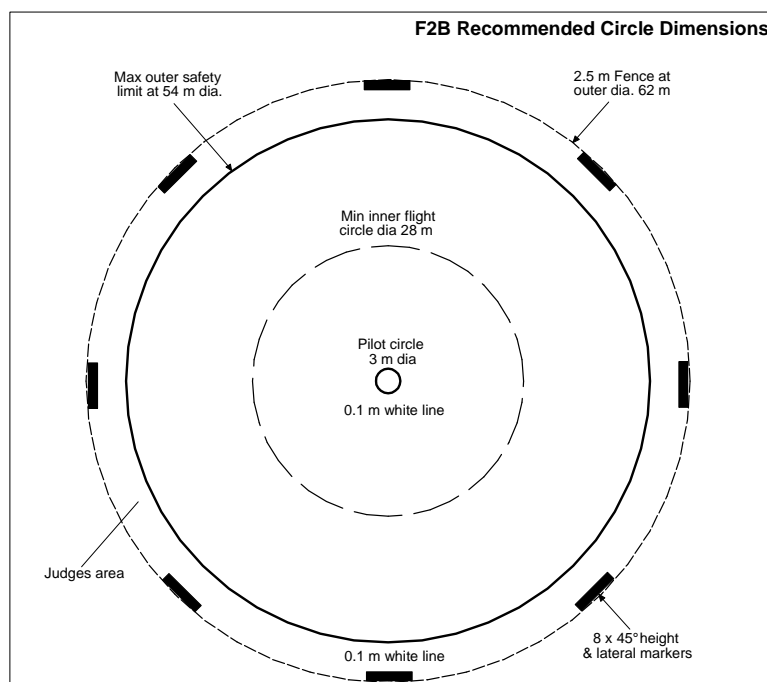 F2B Recommended Circle Dimensions
Max outer safety
limit at 54 m dia.
2.5 m Fence at
outer dia. 62 m
Min inner flight
circle dia 28 m
Pilot circle
3 m dia
0.1 m white line
Judges area
0.1 m white line
8 x 45° height
& lateral markers